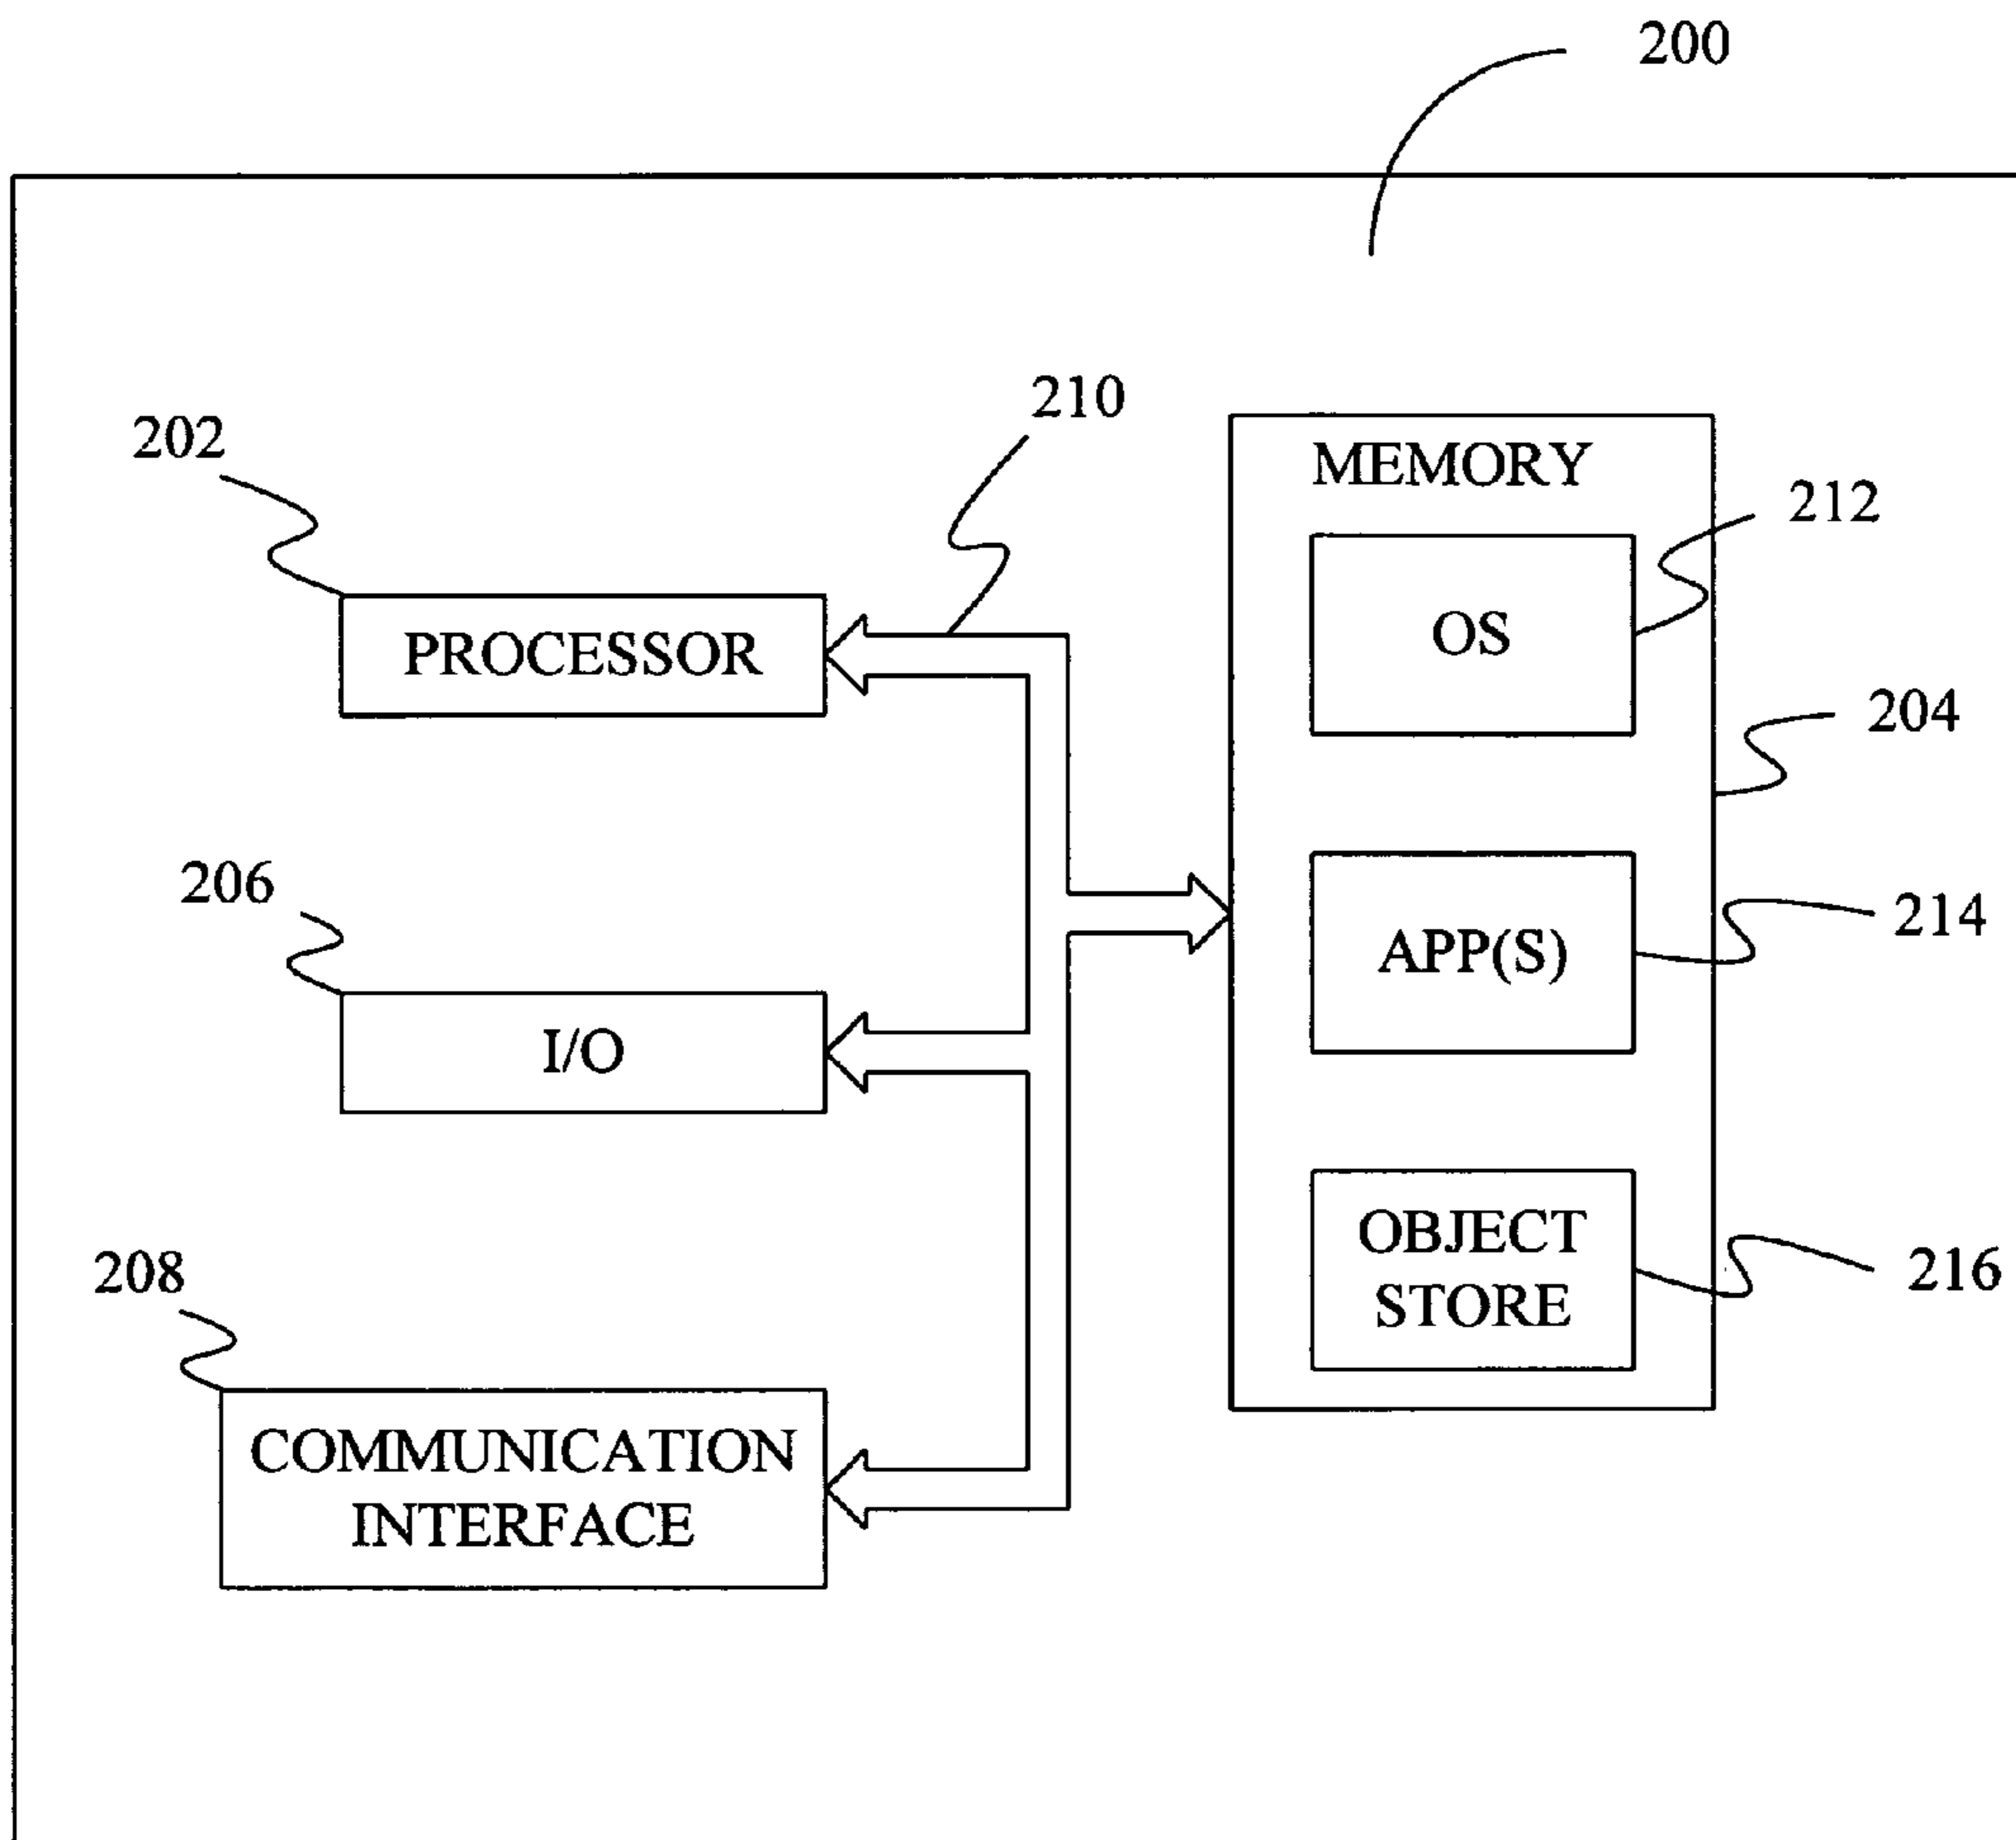 200
210
202
MEMORY
212
OS
PROCESSOR
204
206
214
APP(S)
I/O
OBJECT
STORE
208
216
COMMUNICATION
INTERFACE